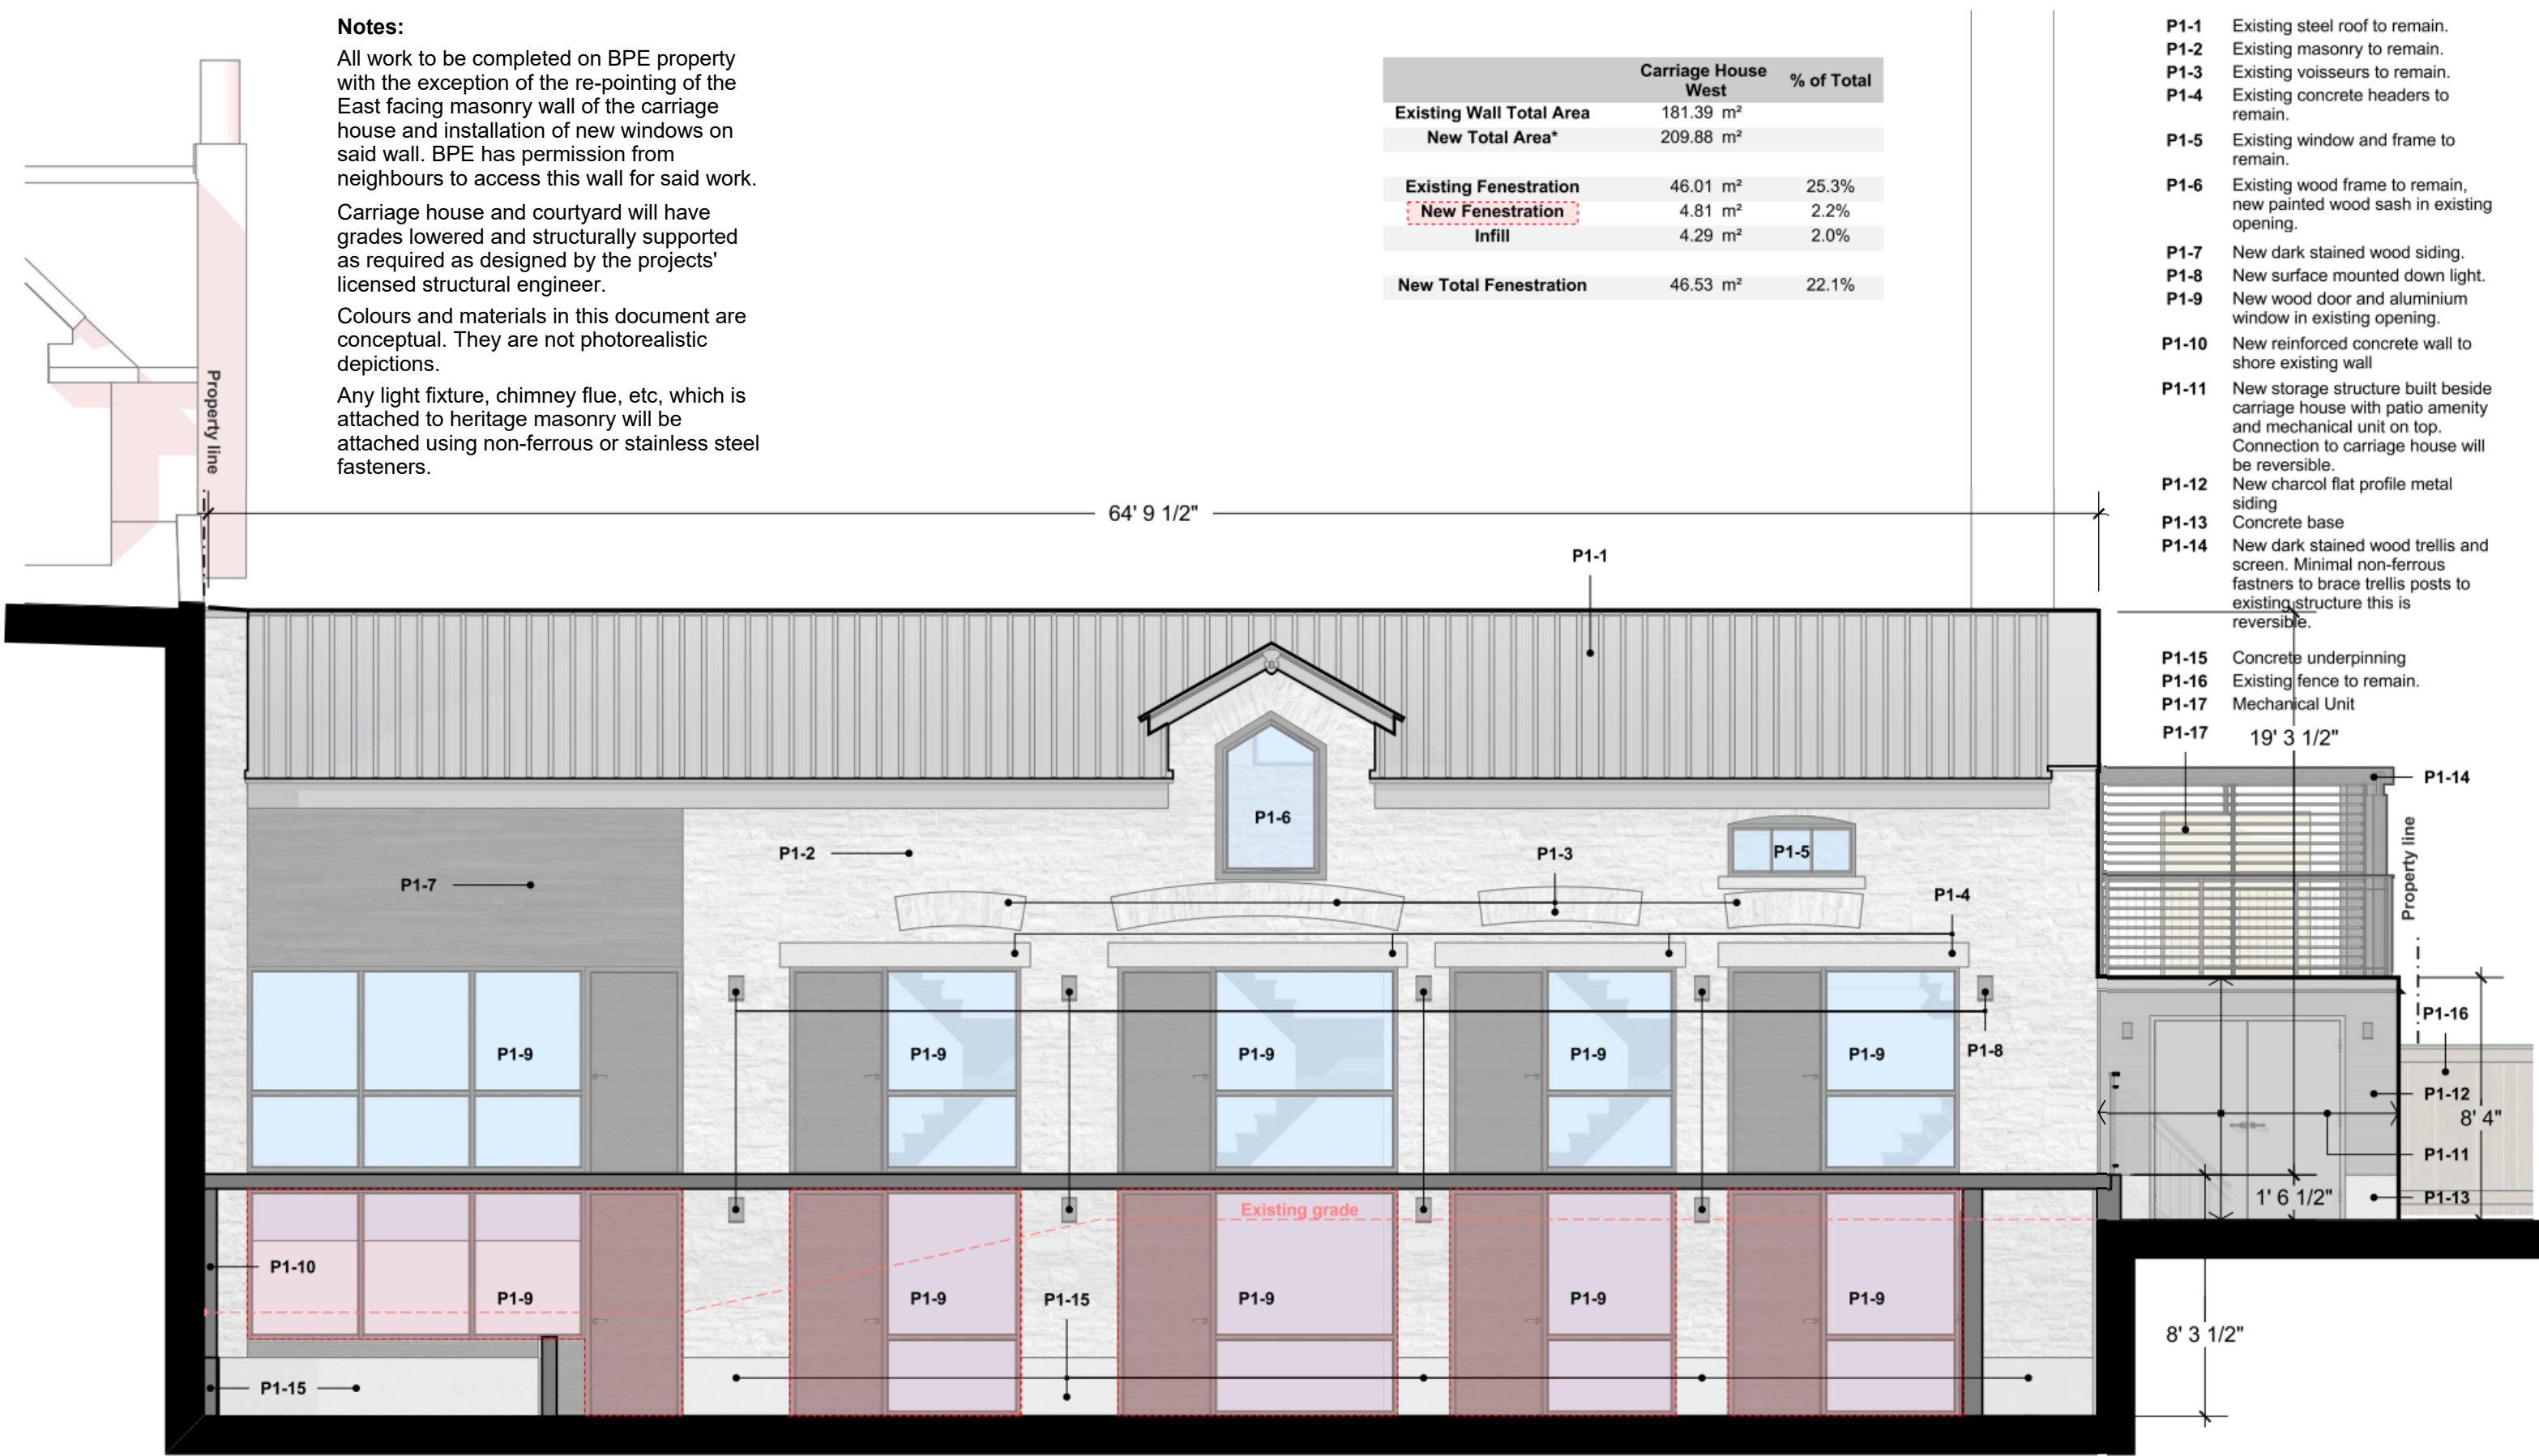 Notes:
All work to be completed on BPE property
with the exception of the re-pointing of the
East facing masonry wall of the carriage
house and installation of new windows on
said wall. BPE has permission from
neighbours to access this wall for said work.
Carriage house and courtyard will have
grades lowered and structurally supported
as required as designed by the projects'
licensed structural engineer.
Colours and materials in this document are
conceptual. They are not photorealistic
depictions.
Any light fixture, chimney flue, etc, which is
attached to heritage masonry will be
attached using non-ferrous or stainless steel
fasteners.
Carriage House
West
% of Total
Existing Wall Total Area 181.39 m²
New Total Area* 209.88 m²
Existing Fenestration 46.01 m² 25.3%
New Fenestration 4.81 m² 2.2%
Infill 4.29 m² 2.0%
New Total Fenestration 46.53 m² 22.1%
P1-1 Existing steel roof to remain.
P1-2 Existing masonry to remain.
P1-3 Existing voisseurs to remain.
P1-4 Existing concrete headers to
remain.
P1-5 Existing window and frame to
remain.
P1-6 Existing wood frame to remain,
new painted wood sash in existing
opening.
P1-7 New dark stained wood siding.
P1-8 New surface mounted down light.
P1-9 New wood door and aluminium
window in existing opening.
P1-10 New reinforced concrete wall to
shore existing wall
P1-11 New storage structure built beside
carriage house with patio amenity
and mechanical unit on top.
Connection to carriage house will
be reversible.
P1-12 New charcol flat profile metal
siding
P1-13 Concrete base
P1-14 New dark stained wood trellis and
screen. Minimal non-ferrous
fastners to brace trellis posts to
existing structure this is
reversible.
P1-15 Concrete underpinning
P1-16 Existing fence to remain.
P1-17 Mechanical Unit
Property line
64' 9 1/2"
P1-1
P1-17
19' 3 1/2"
P1-14
P1-6
P1-2
P1-3
P1-5
P1-7
P1-4
Property line
P1-16
P1-9
P1-9
P1-9
P1-9
P1-9
P1-8
P1-12
8' 4"
P1-11
1' 6 1/2"
P1-13
Existing grade
P1-10
P1-9
P1-9
P1-15
P1-9
P1-9
P1-9
8' 3 1/2"
P1-15